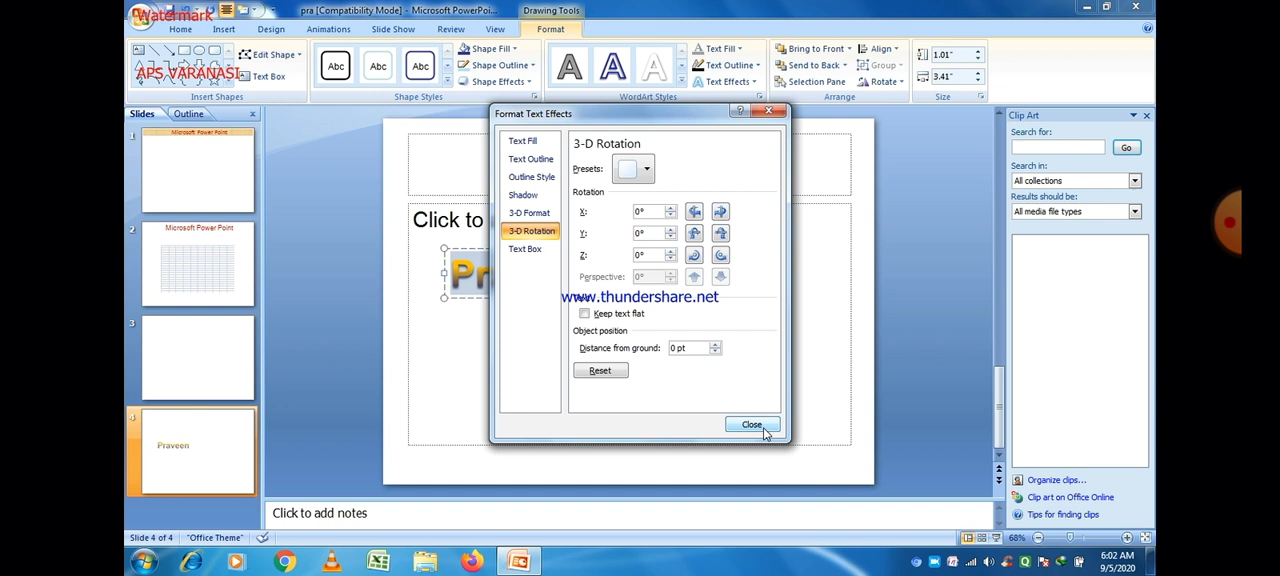 Watermark
pra [Compatibility Mode] - Microsoft PowerPoi...
Drawing Tools
Home
Insert
Design
Animations
Slide Show
Review
View
Format
APS VARANASI
Edit Shape
Text Box
Insert Shapes
Abc
Abc
Abc
Shape Fill
Shape Outline
Shape Effects
Shape Styles
A
A
A
Text Fill
Text Outline
Text Effects
WordArt Styles
Bring to Front
Send to Back
Selection Pane
Align
Group
Rotate
Arrange
1.01"
3.41"
Size
Slides
Outline
1
Microsoft Power Point
2
Microsoft Power Point
3
4
Praveen
Click to
Pr
Format Text Effects
Text Fill
Text Outline
Outline Style
Shadow
3-D Format
3-D Rotation
Text Box
3-D Rotation
Presets:
Rotation
X:
0°
Y:
0°
Z:
0°
Perspective:
0°
www.thundershare.net
Keep text flat
Object position
Distance from ground:
0 pt
Reset
Close
Clip Art
Search for:
Go
Search in:
All collections
Results should be:
All media file types
Organize clips...
Clip art on Office Online
Tips for finding clips
Click to add notes
Slide 4 of 4
"Office Theme"
68%
6:02 AM
9/5/2020